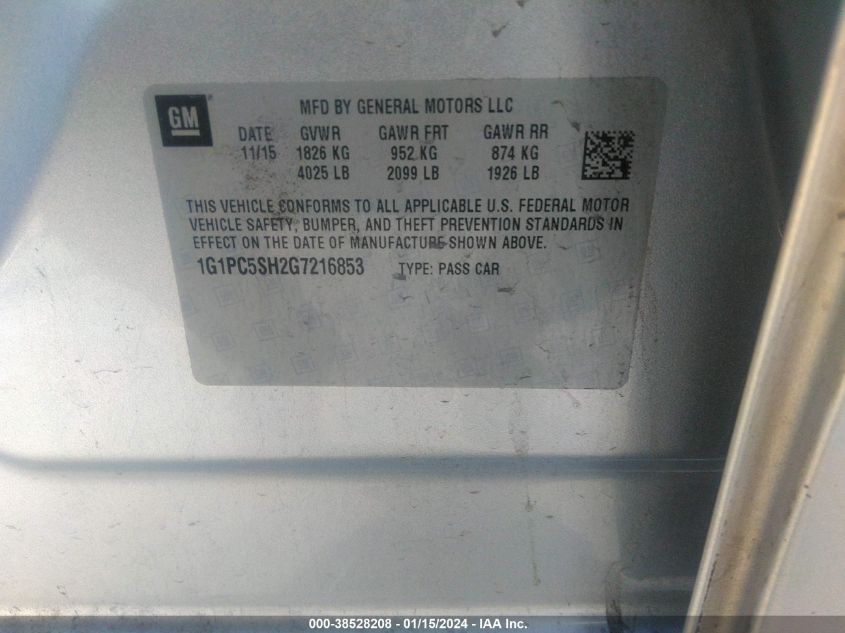 GM
MFD BY GENERAL MOTORS LLC
DATE GVWR GAWR FRT GAWR RR
11/15 1826 KG 952 KG 874 KG
4025 LB 2099 LB 1926 LB
THIS VEHICLE CONFORMS TO ALL APPLICABLE U.S. FEDERAL MOTOR
VEHICLE SAFETY, BUMPER, AND THEFT PREVENTION STANDARDS IN
EFFECT ON THE DATE OF MANUFACTURE SHOWN ABOVE.
1G1PC5SH2G7216853 TYPE: PASS CAR
000-38528208 - 01/15/2024 - IAA Inc.